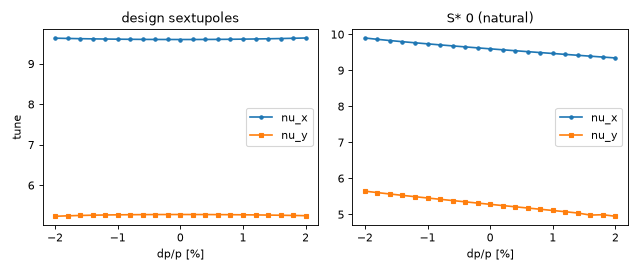 design sextupoles
S* 0 (natural)
tune
9
8
7
6
nu_x
nu_y
−2
−1
0
1
2
dp/p [%]
10
9
8
7
6
5
nu_x
nu_y
−2
−1
0
1
2
dp/p [%]